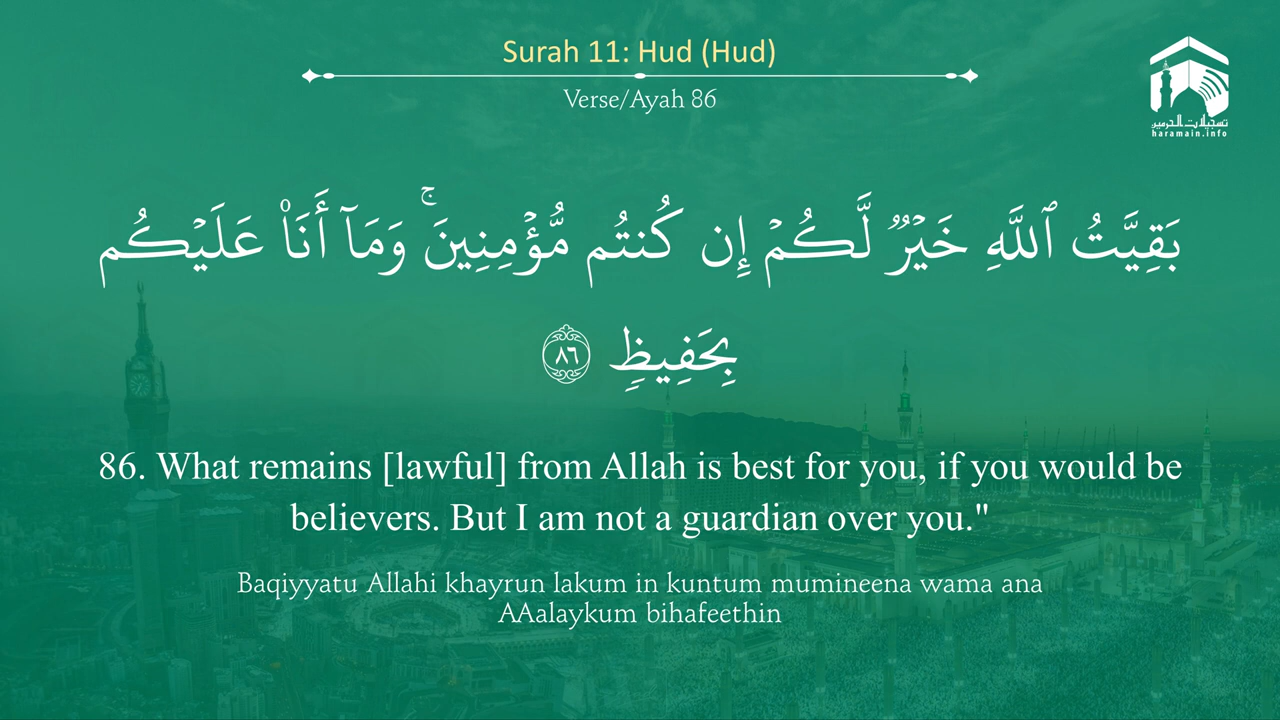 Surah 11: Hud (Hud)
Verse/Ayah 86
تسجيلات الحرمين
haramain.info
بَقِيَّتُ ٱللَّهِ خَيْرٌۭ لَّكُمْ إِن كُنتُم مُّؤْمِنِينَ ۚ وَمَآ أَنَا۠ عَلَيْكُم
بِحَفِيظٍۢ ٨٦
86. What remains [lawful] from Allah is best for you, if you would be
believers. But I am not a guardian over you."
Baqiyyatu Allahi khayrun lakum in kuntum mumineena wama ana
AAalaykum bihafeethin